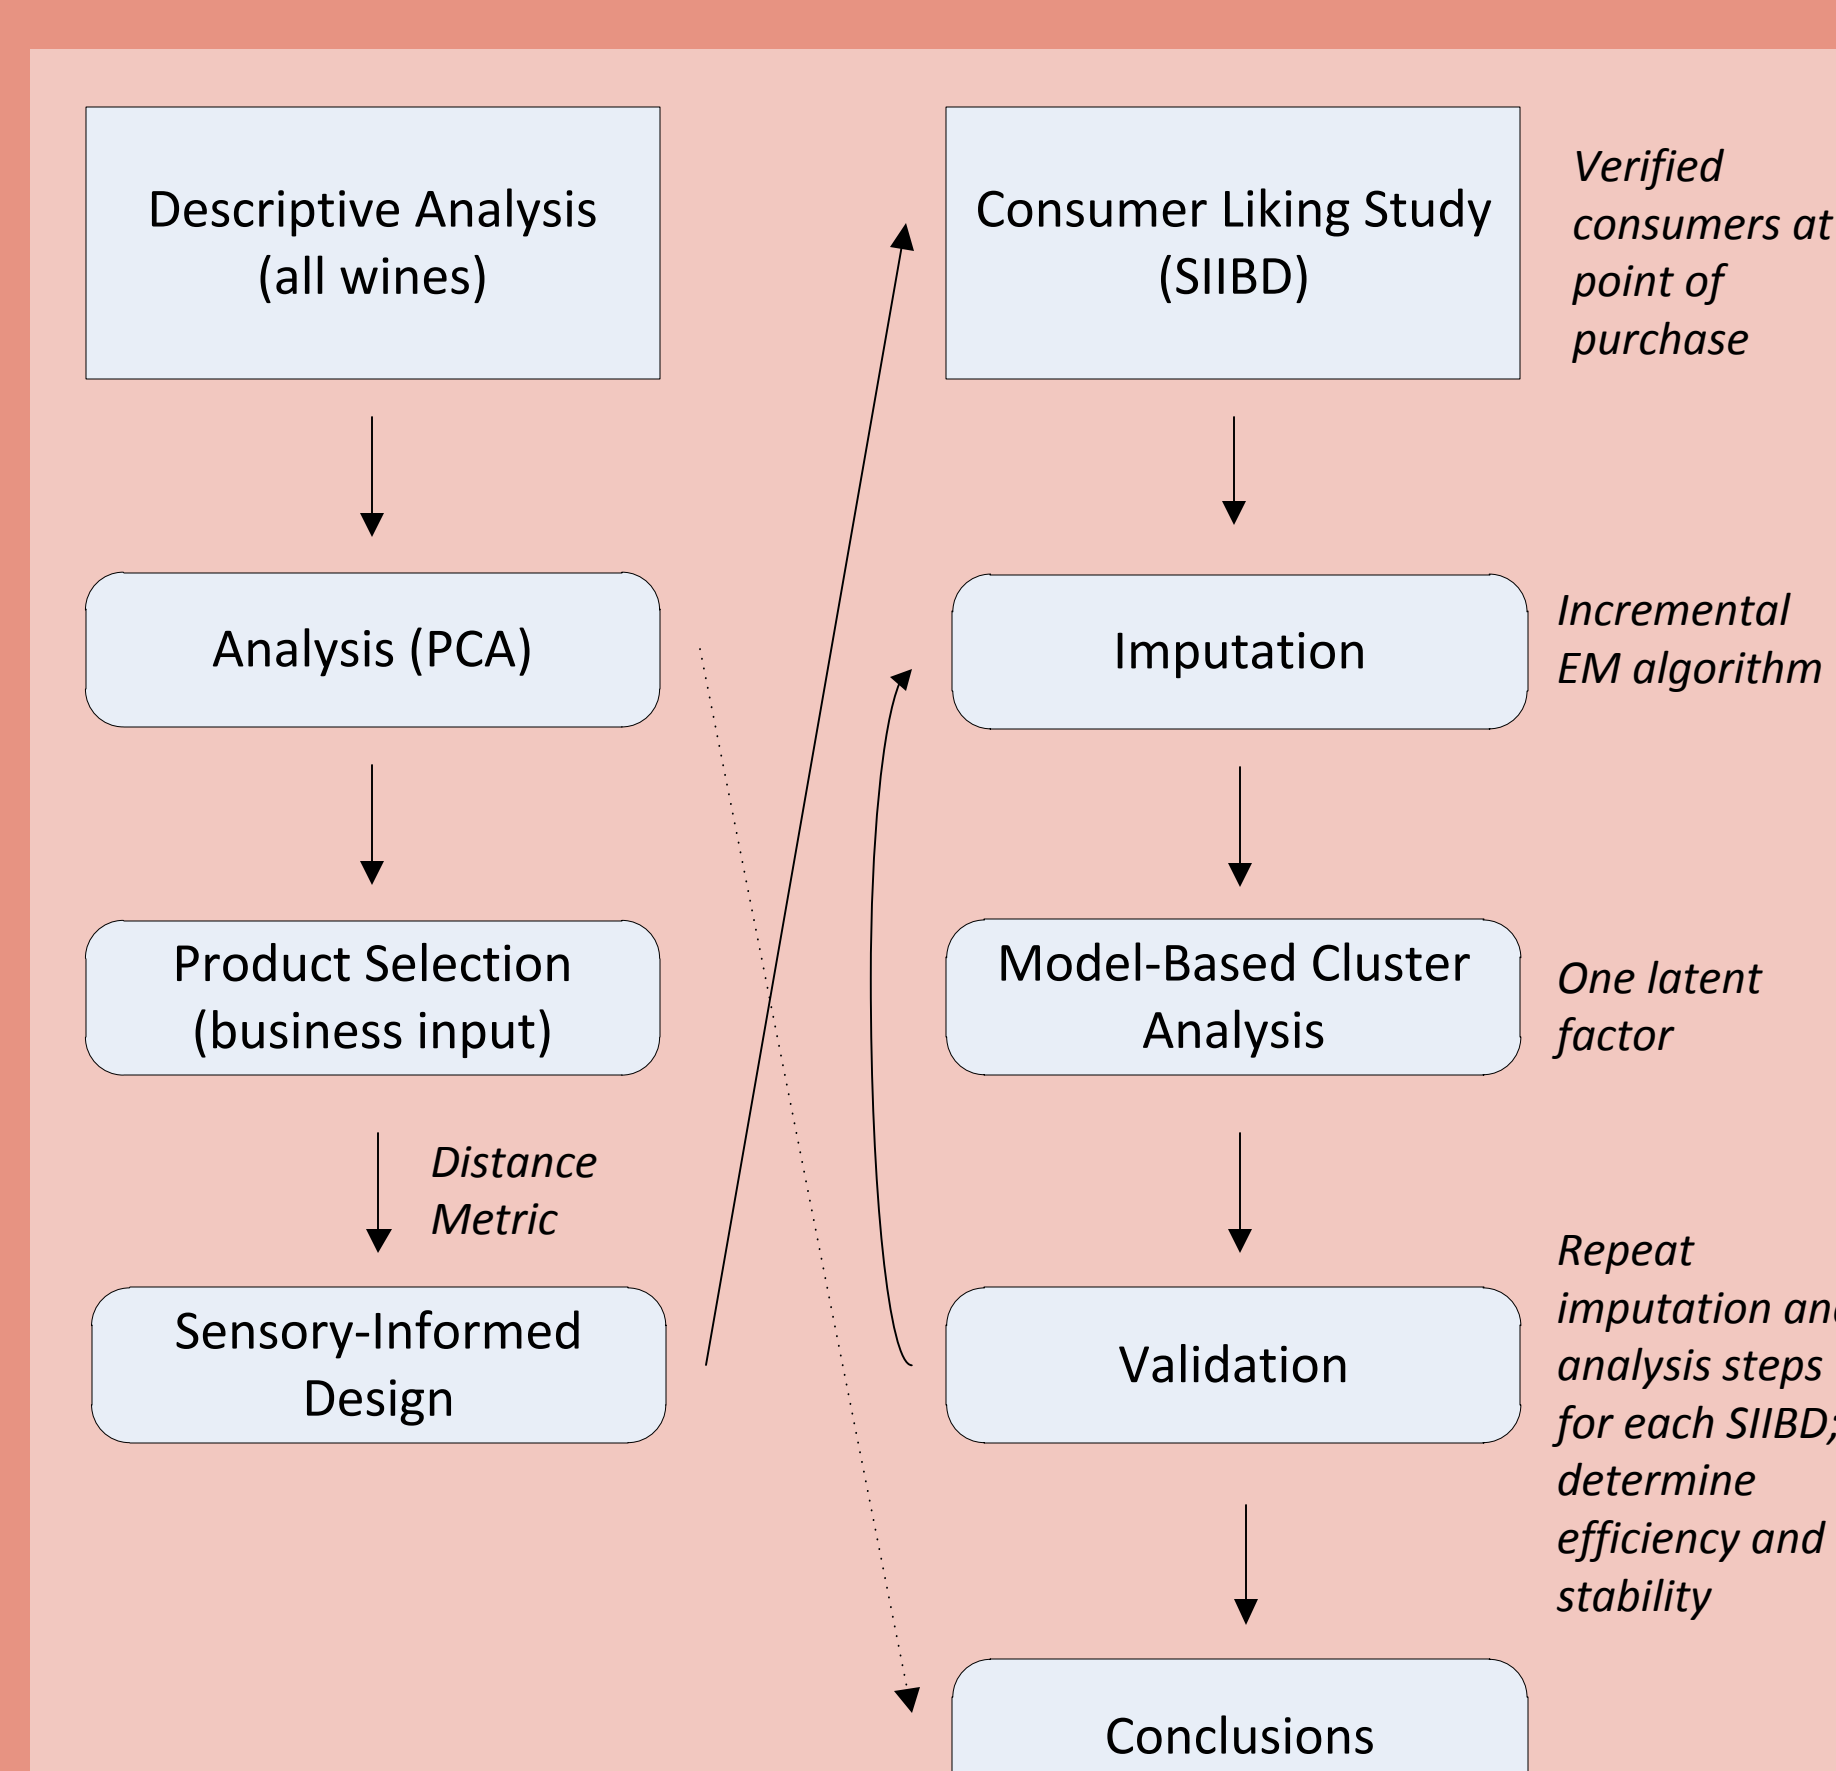 Descriptive Analysis
(all wines)
Analysis (PCA)
Product Selection
(business input)
Distance
Metric
Sensory-Informed
Design
Consumer Liking Study
(SIIBD)
Verified
consumers at
point of
purchase
Imputation
Incremental
EM algorithm
Model-Based Cluster
Analysis
One latent
factor
Validation
Repeat
imputation and
analysis steps
for each SIIBD;
determine
efficiency and
stability
Conclusions